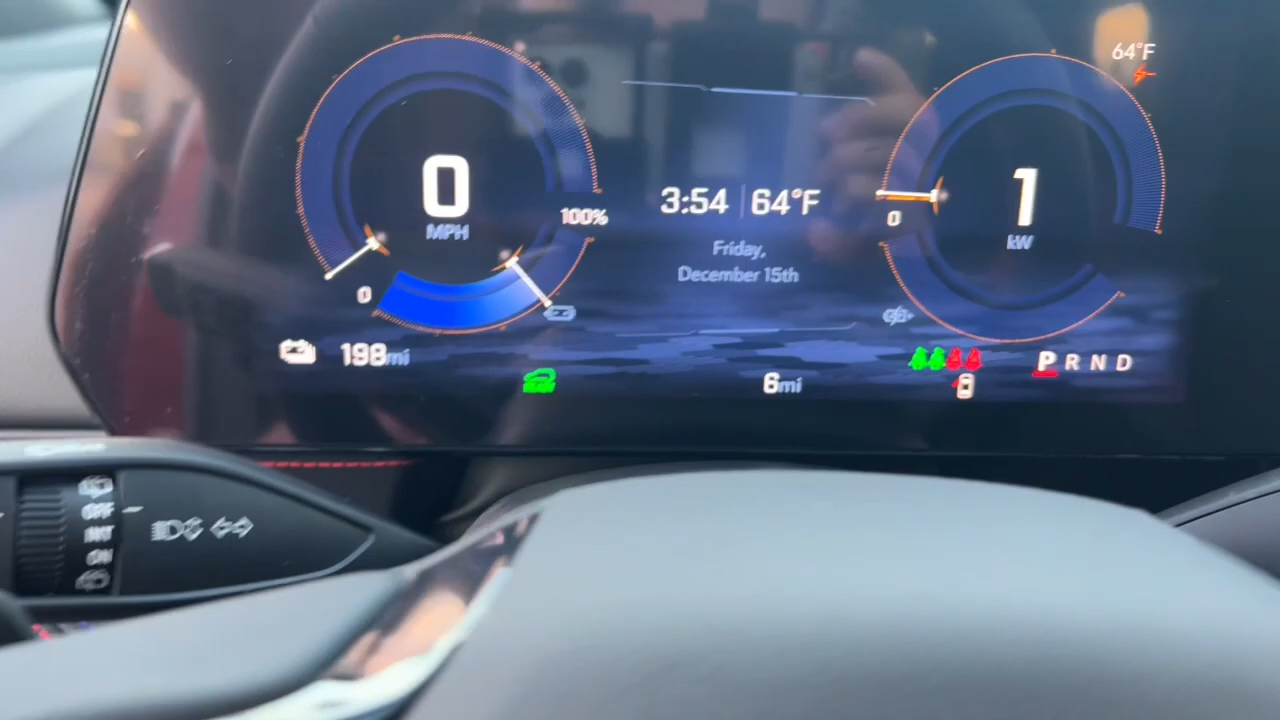 64°F
0
MPH
100%
3:54 64°F
0
1
kW
Friday,
December 15th
0
198mi
6mi
P R N D
OFF
INT
ON